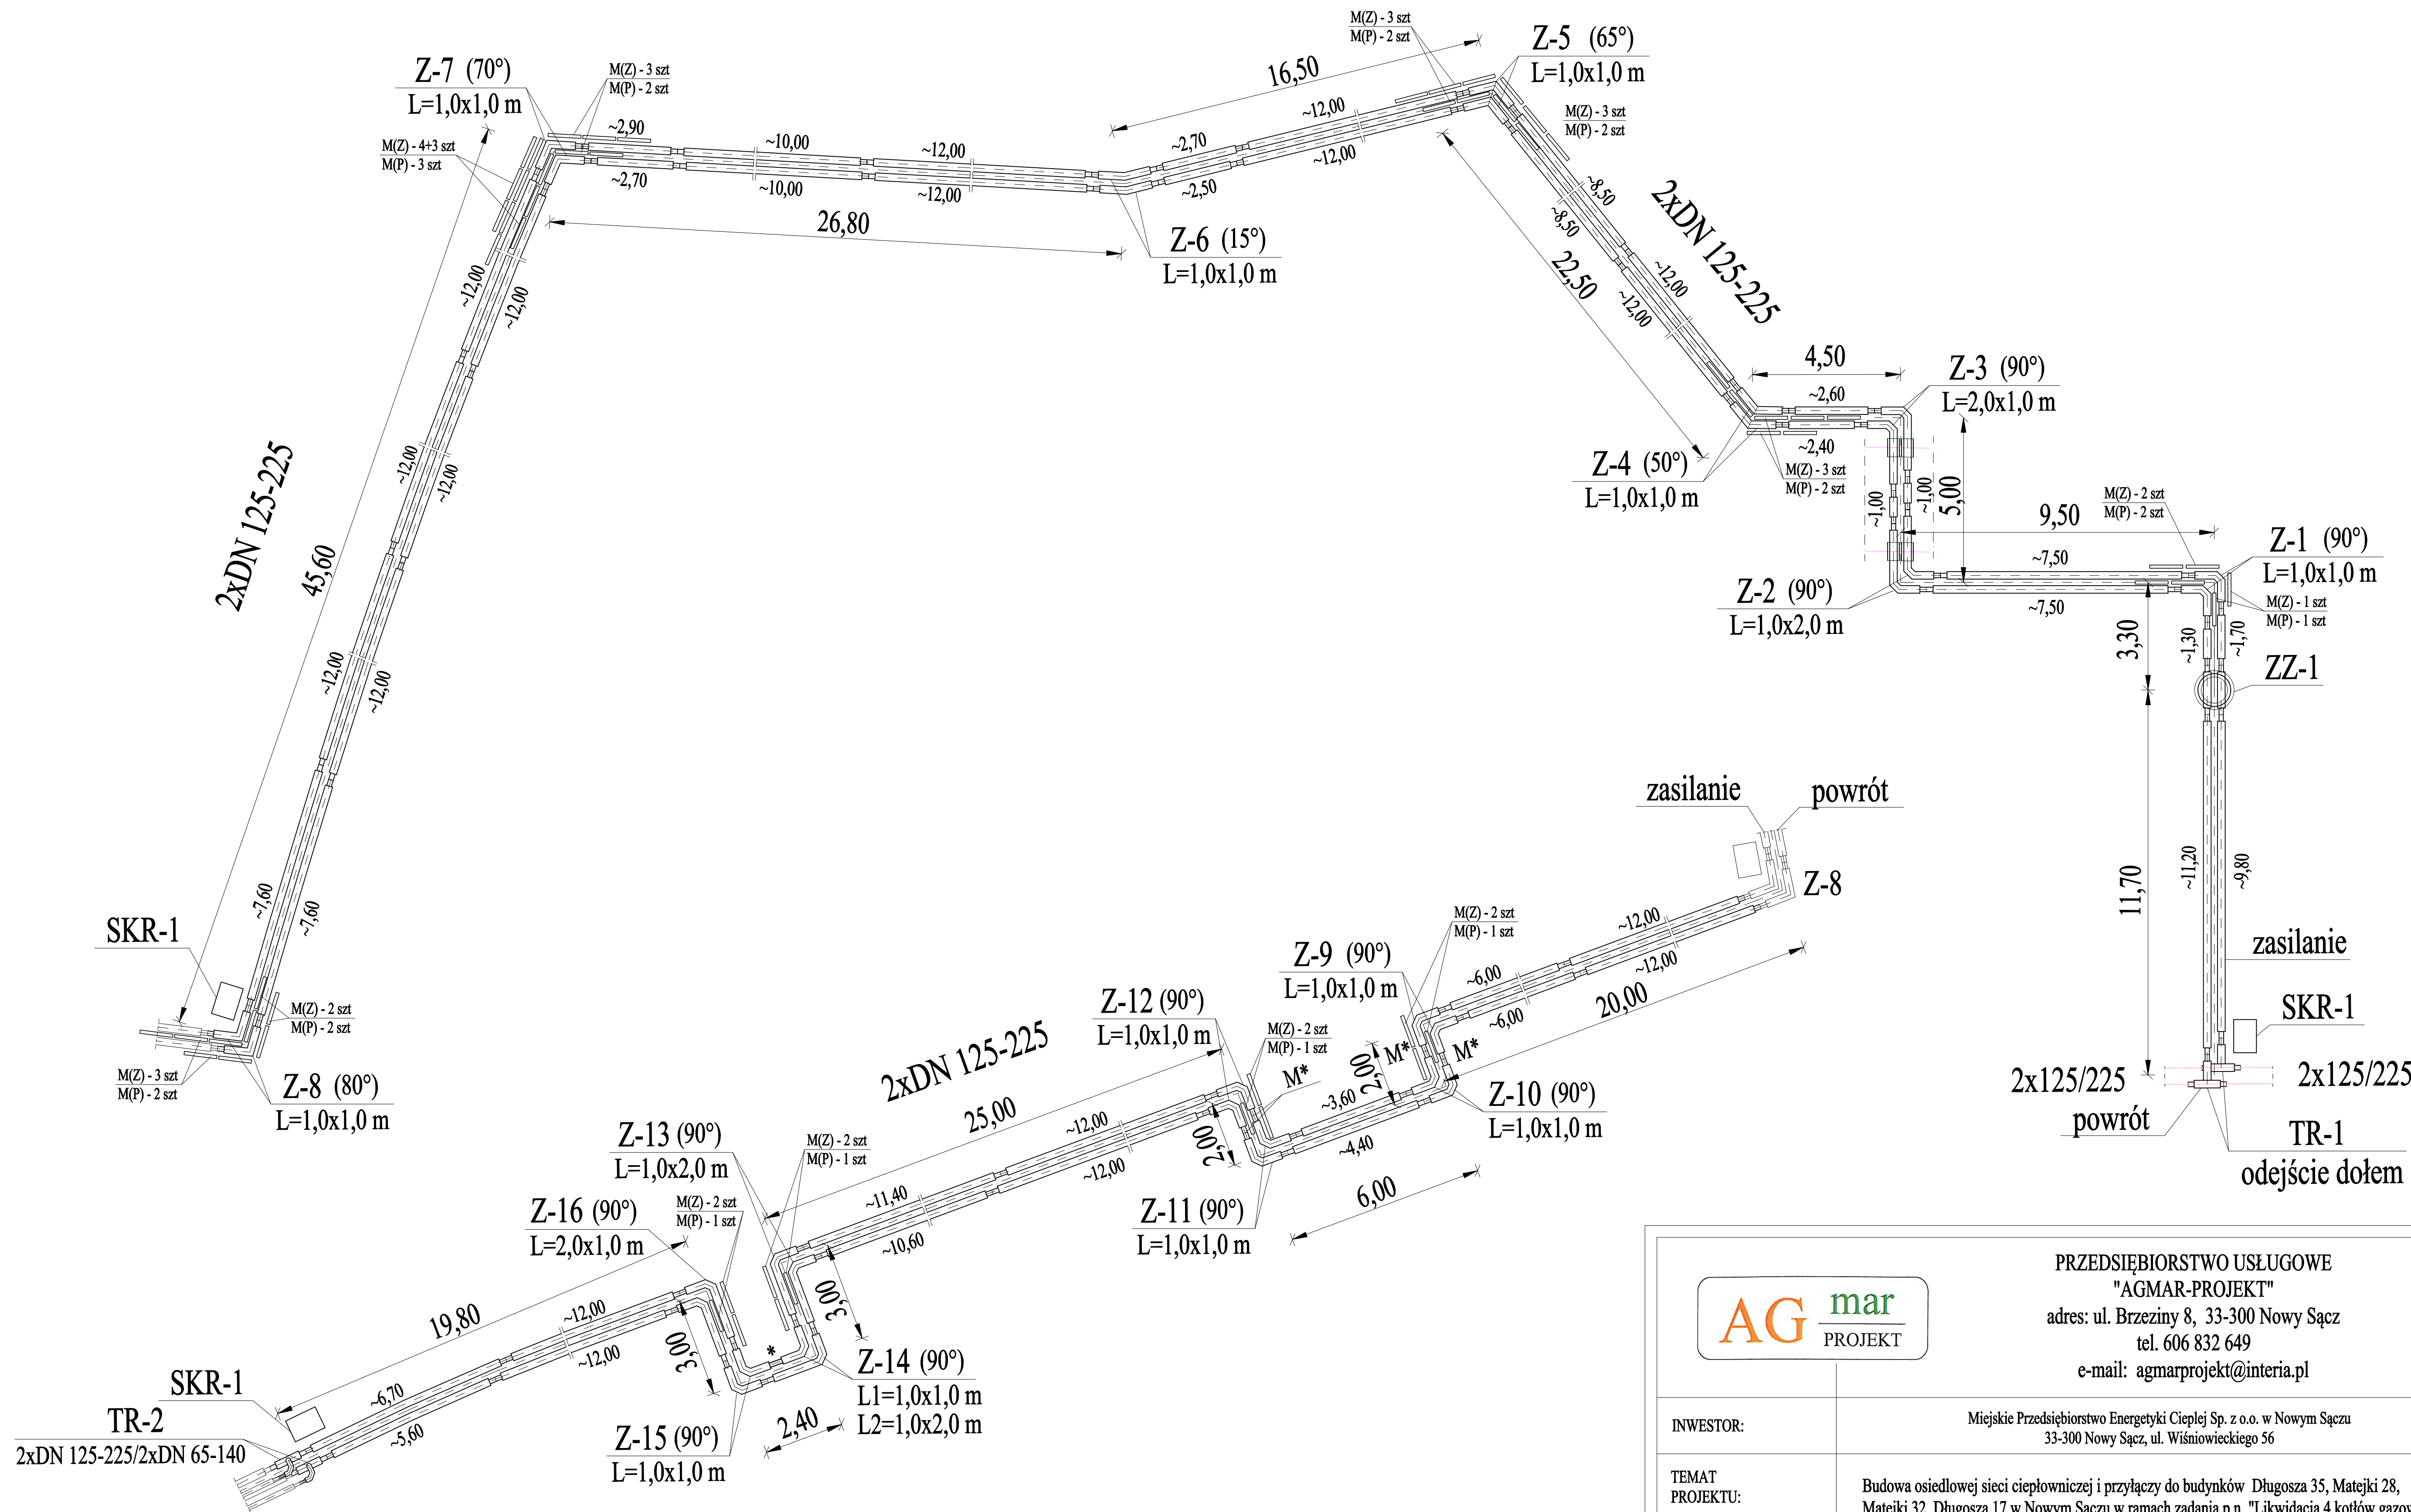 M(Z) - 3 szt
M(P) - 2 szt
Z-5 (65°)
L=1,0x1,0 m
16,50
Z-7 (70°)
L=1,0x1,0 m
M(Z) - 3 szt
M(P) - 2 szt
M(Z) - 4+3 szt
M(P) - 3 szt
~2,90
~10,00
~12,00
~2,70
~12,00
M(Z) - 3 szt
M(P) - 2 szt
~2,70
~10,00
~12,00
~2,50
~12,00
26,80
Z-6 (15°)
L=1,0x1,0 m
~8,50
~8,50
2xDN 125-225
22,50
~12,00
~12,00
~12,00
~12,00
4,50
Z-3 (90°)
L=2,0x1,0 m
~2,60
~2,40
Z-4 (50°)
L=1,0x1,0 m
M(Z) - 3 szt
M(P) - 2 szt
~1,00
~1,00
5,00
M(Z) - 2 szt
M(P) - 2 szt
9,50
Z-1 (90°)
L=1,0x1,0 m
~7,50
~7,50
Z-2 (90°)
L=1,0x2,0 m
M(Z) - 1 szt
M(P) - 1 szt
3,30
~1,30
~1,70
ZZ-1
2xDN 125-225
45,60
~12,00
~12,00
~12,00
~12,00
~7,60
~7,60
SKR-1
M(Z) - 2 szt
M(P) - 2 szt
M(Z) - 3 szt
M(P) - 2 szt
Z-8 (80°)
L=1,0x1,0 m
zasilanie
powrót
Z-8
11,70
~11,20
~9,80
zasilanie
SKR-1
2x125/225
2x125/225
powrót
TR-1
odejście dołem
M(Z) - 2 szt
M(P) - 1 szt
Z-9 (90°)
L=1,0x1,0 m
~12,00
~6,00
~12,00
~6,00
20,00
Z-12 (90°)
L=1,0x1,0 m
M(Z) - 2 szt
M(P) - 1 szt
M*
2,00
M*
M*
Z-10 (90°)
L=1,0x1,0 m
2xDN 125-225
25,00
~3,60
~4,40
2,00
6,00
Z-11 (90°)
L=1,0x1,0 m
~12,00
~12,00
Z-13 (90°)
L=1,0x2,0 m
M(Z) - 2 szt
M(P) - 1 szt
~11,40
~10,60
Z-16 (90°)
L=2,0x1,0 m
M(Z) - 2 szt
M(P) - 1 szt
3,00
19,80
~12,00
~12,00
3,00
*
Z-14 (90°)
L1=1,0x1,0 m
L2=1,0x2,0 m
2,40
Z-15 (90°)
L=1,0x1,0 m
SKR-1
TR-2
2xDN 125-225/2xDN 65-140
~6,70
~5,60
AG mar
PROJEKT
PRZEDSIĘBIORSTWO USŁUGOWE
"AGMAR-PROJEKT"
adres: ul. Brzeziny 8, 33-300 Nowy Sącz
tel. 606 832 649
e-mail: agmarprojekt@interia.pl
INWESTOR:
Miejskie Przedsiębiorstwo Energetyki Cieplej Sp. z o.o. w Nowym Sączu
33-300 Nowy Sącz, ul. Wiśniowieckiego 56
TEMAT
PROJEKTU:
Budowa osiedlowej sieci ciepłowniczej i przyłączy do budynków Długosza 35, Matejki 28,
Matejki 32, Długosza 17 w Nowym Sączu w ramach zadania p.n. "Likwidacja 4 kotłów